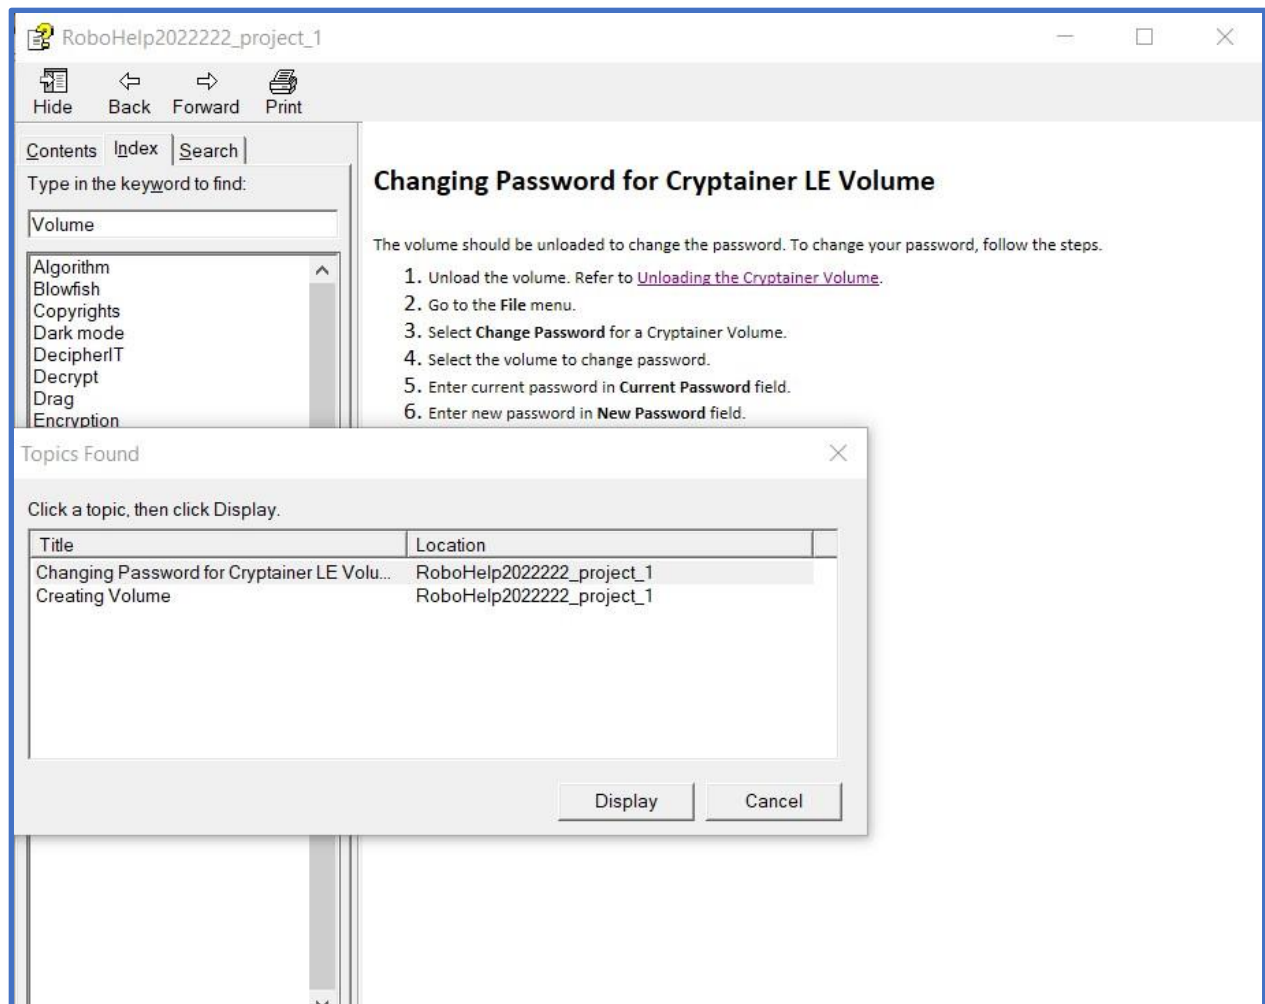 RoboHelp2022222_project_1
Hide Back Forward Print
Contents Index Search
Type in the keyword to find:
Volume
Algorithm
Blowfish
Copyrights
Dark mode
DecipherIT
Decrypt
Drag
Encryption
Changing Password for Cryptainer LE Volume
The volume should be unloaded to change the password. To change your password, follow the steps.
1. Unload the volume. Refer to Unloading the Cryptainer Volume.
2. Go to the File menu.
3. Select Change Password for a Cryptainer Volume.
4. Select the volume to change password.
5. Enter current password in Current Password field.
6. Enter new password in New Password field.
Topics Found
Click a topic, then click Display.
Title Location
Changing Password for Cryptainer LE Volu... RoboHelp2022222_project_1
Creating Volume RoboHelp2022222_project_1
Display Cancel